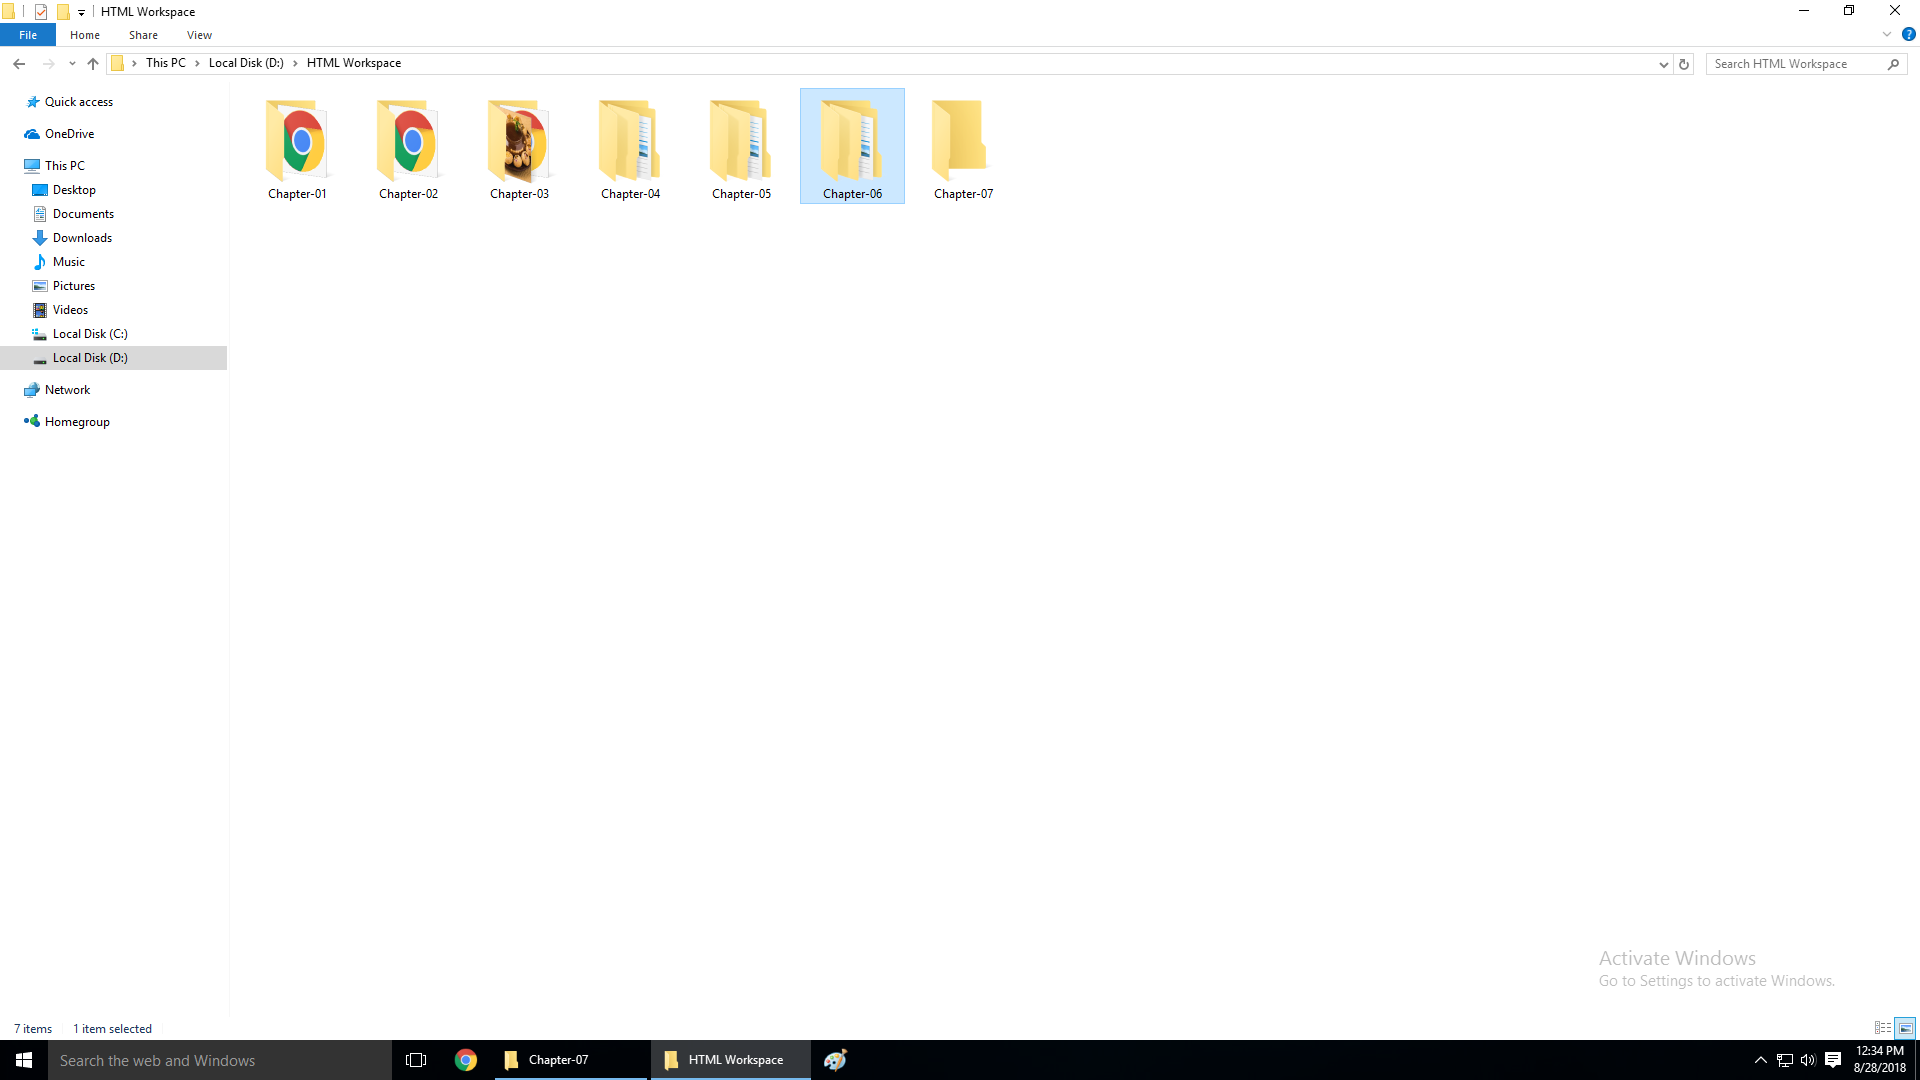 HTML Workspace
File Home Share View
This PC Local Disk (D:) HTML Workspace
Search HTML Workspace
Quick access
OneDrive
This PC
Desktop
Documents
Downloads
Music
Pictures
Videos
Local Disk (C:)
Local Disk (D:)
Network
Homegroup
Chapter-01 Chapter-02 Chapter-03 Chapter-04 Chapter-05 Chapter-06 Chapter-07
Activate Windows
Go to Settings to activate Windows.
7 items 1 item selected
Search the web and Windows
Chapter-07
HTML Workspace
12:34 PM
8/28/2018